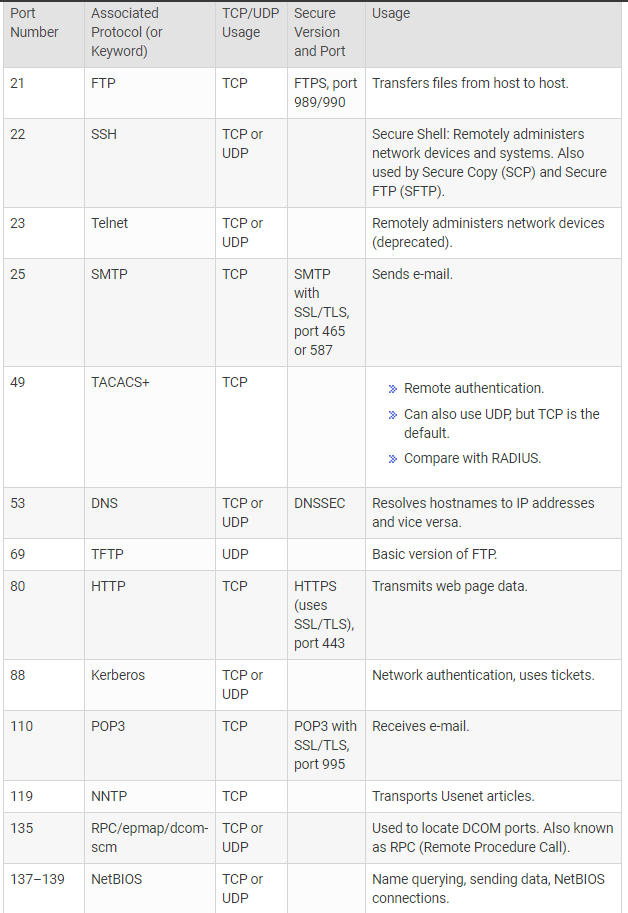 Port Number | Associated Protocol (or Keyword) | TCP/UDP Usage | Secure Version and Port | Usage
21 | FTP | TCP | FTPS, port 989/990 | Transfers files from host to host.
22 | SSH | TCP or UDP | | Secure Shell: Remotely administers network devices and systems. Also used by Secure Copy (SCP) and Secure FTP (SFTP).
23 | Telnet | TCP or UDP | | Remotely administers network devices (deprecated).
25 | SMTP | TCP | SMTP with SSL/TLS, port 465 or 587 | Sends e-mail.
49 | TACACS+ | TCP | | » Remote authentication.
» Can also use UDP, but TCP is the default.
» Compare with RADIUS.
53 | DNS | TCP or UDP | DNSSEC | Resolves hostnames to IP addresses and vice versa.
69 | TFTP | UDP | | Basic version of FTP.
80 | HTTP | TCP | HTTPS (uses SSL/TLS), port 443 | Transmits web page data.
88 | Kerberos | TCP or UDP | | Network authentication, uses tickets.
110 | POP3 | TCP | POP3 with SSL/TLS, port 995 | Receives e-mail.
119 | NNTP | TCP | | Transports Usenet articles.
135 | RPC/epmap/dcom-scm | TCP or UDP | | Used to locate DCOM ports. Also known as RPC (Remote Procedure Call).
137–139 | NetBIOS | TCP or UDP | | Name querying, sending data, NetBIOS connections.